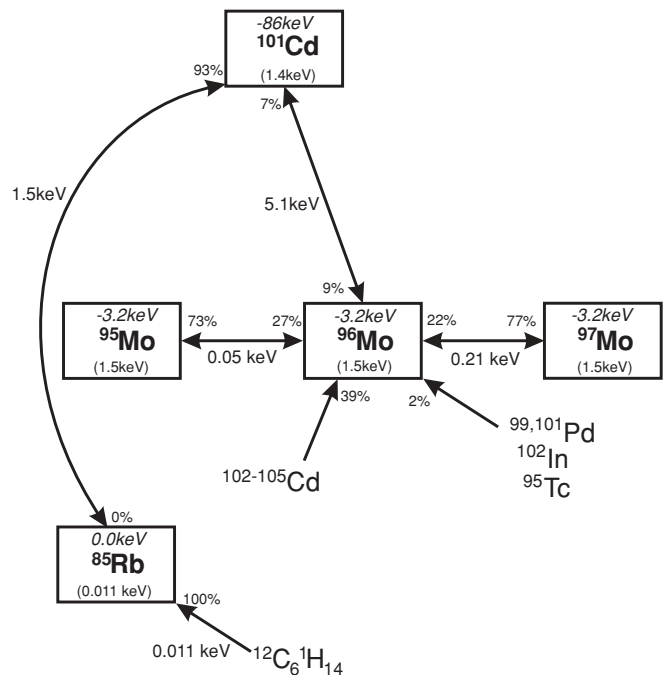 -86keV
¹⁰¹Cd
(1.4keV)
93%
7%
1.5keV
5.1keV
9%
-3.2keV
⁹⁵Mo
(1.5keV)
73%
27%
0.05 keV
-3.2keV
⁹⁶Mo
(1.5keV)
22%
77%
0.21 keV
-3.2keV
⁹⁷Mo
(1.5keV)
39%
2%
¹⁰²⁻¹⁰⁵Cd
⁹⁹,¹⁰¹Pd
¹⁰²In
⁹⁵Tc
0%
0.0keV
⁸⁵Rb
(0.011 keV)
100%
0.011 keV
¹²C₆¹H₁₄